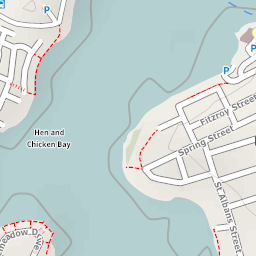 P
P
P
Fitzroy Street
Spring Street
Hen and
Chicken Bay
St Albans Street